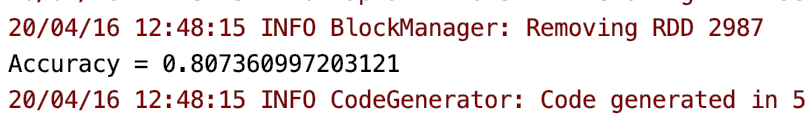 20/04/16 12:48:15 INFO BlockManager: Removing RDD 2987
Accuracy = 0.807360997203121
20/04/16 12:48:15 INFO CodeGenerator: Code generated in 5